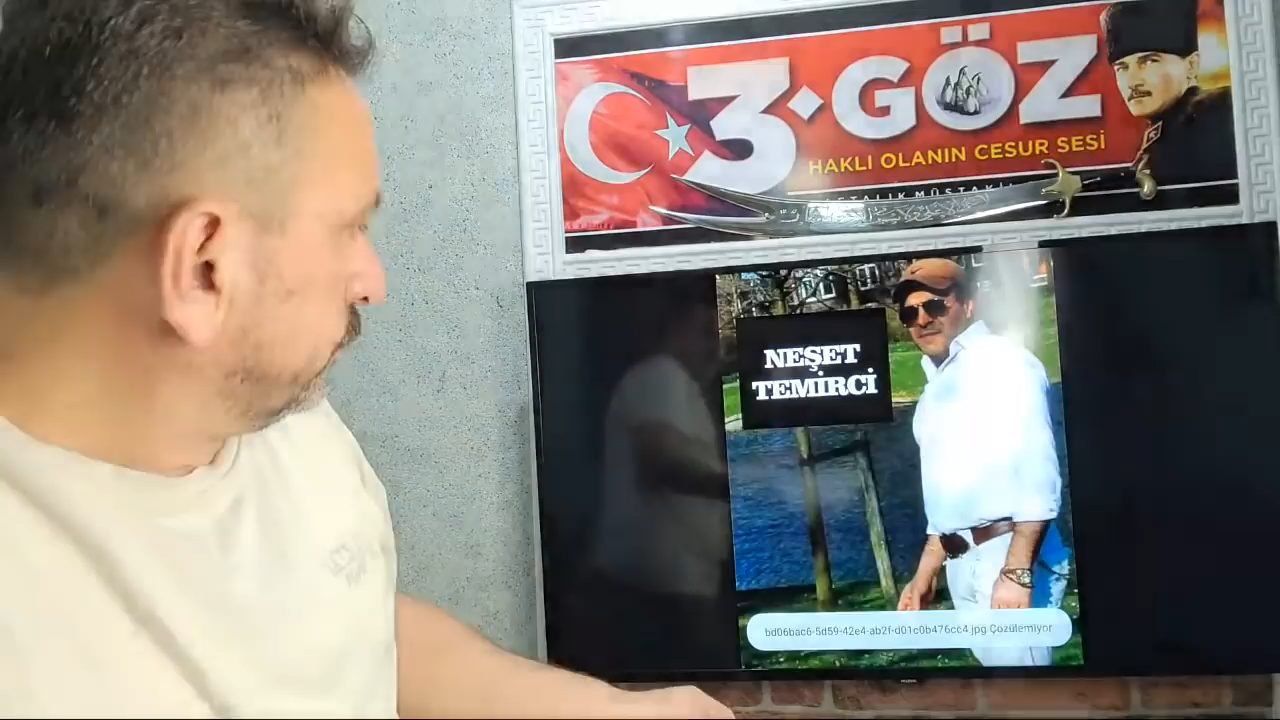 3·GÖZ
HAKLI OLANIN CESUR SESİ
NEŞET
TEMİRCİ
bd06bac6-5d59-42e4-ab2f-d01c0b476cc4.jpg Çözülemiyor